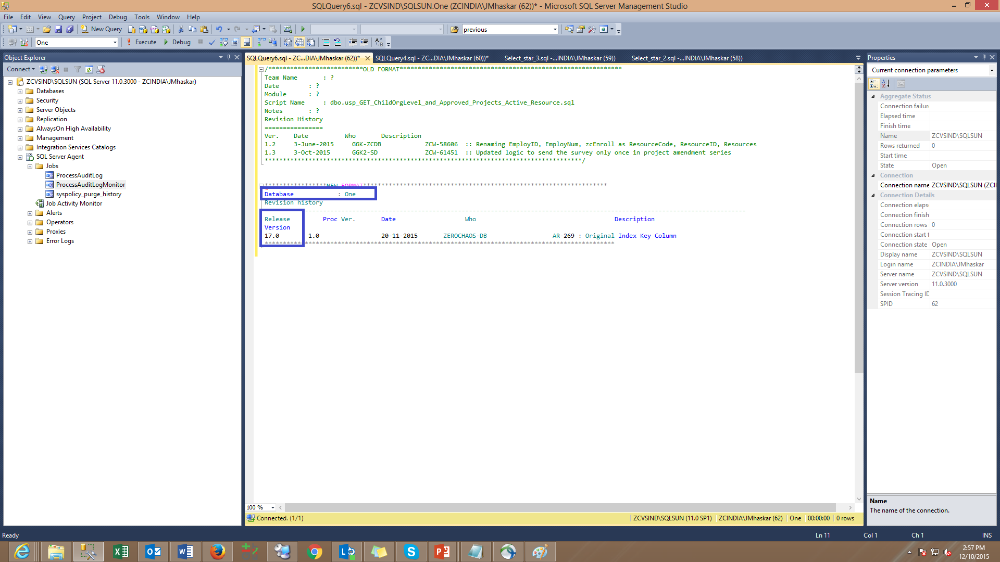 SQLQuery6.sql - ZCVSIND\SQLSUN.One (ZCINDIA\JMhaskar (62))* - Microsoft SQL Server Management Studio
File Edit View Query Project Debug Tools Window Help
New Query previous
One Execute Debug
Object Explorer
Connect
ZCVSIND\SQLSUN (SQL Server 11.0.3000 - ZCINDIA\JMhaskar)
Databases
Security
Server Objects
Replication
AlwaysOn High Availability
Management
Integration Services Catalogs
SQL Server Agent
Jobs
ProcessAuditLog
ProcessAuditLogMonitor
syspolicy_purge_history
Job Activity Monitor
Alerts
Operators
Proxies
Error Logs
SQLQuery6.sql - ZC...DIA\JMhaskar (62))* SQLQuery4.sql - ZC...DIA\JMhaskar (60))* Select_star_3.sql -...INDIA\JMhaskar (59)) Select_star_2.sql -...INDIA\JMhaskar (58))
/**************************OLD FORMAT*************************************************************
Team Name : ?
Date : ?
Module : ?
Script Name : dbo.usp_GET_ChildOrgLevel_and_Approved_Projects_Active_Resource.sql
Notes : ?
Revision History
================
Ver. Date Who Description
1.2 3-June-2015 GGK-ZCDB ZCW-58606 :: Renaming EmployID, EmployNum, zcEnroll as ResourceCode, ResourceID, Resources
1.3 3-Oct-2015 GGK2-SD ZCW-61451 :: Updated logic to send the survey only once in project amendment series
***************************************************************************************/
*****************NEW FORMAT*******************************************************************
Database : One
Revision history
------------------------------------------------------------------------------------------------------------------------
Release Proc Ver. Date Who Description
Version
17.0 1.0 20-11-2015 ZEROCHAOS-DB AR-269 : Original Index Key Column
************************************************************************************************
100 %
Connected. (1/1) ZCVSIND\SQLSUN (11.0 SP1) ZCINDIA\JMhaskar (62) One 00:00:00 0 rows
Properties
Current connection parameters
Aggregate Status
Connection failur
Elapsed time
Finish time
Name ZCVSIND\SQLSUN
Rows returned 0
Start time
State Open
Connection
Connection name ZCVSIND\SQLSUN (ZCI
Connection Details
Connection elaps
Connection finish
Connection rows 0
Connection start t
Connection state Open
Display name ZCVSIND\SQLSUN
Login name ZCINDIA\JMhaskar
Server name ZCVSIND\SQLSUN
Server version 11.0.3000
Session Tracing ID
SPID 62
Name
The name of the connection.
Ready Ln 11 Col 1 Ch 1 INS
2:57 PM
12/10/2015